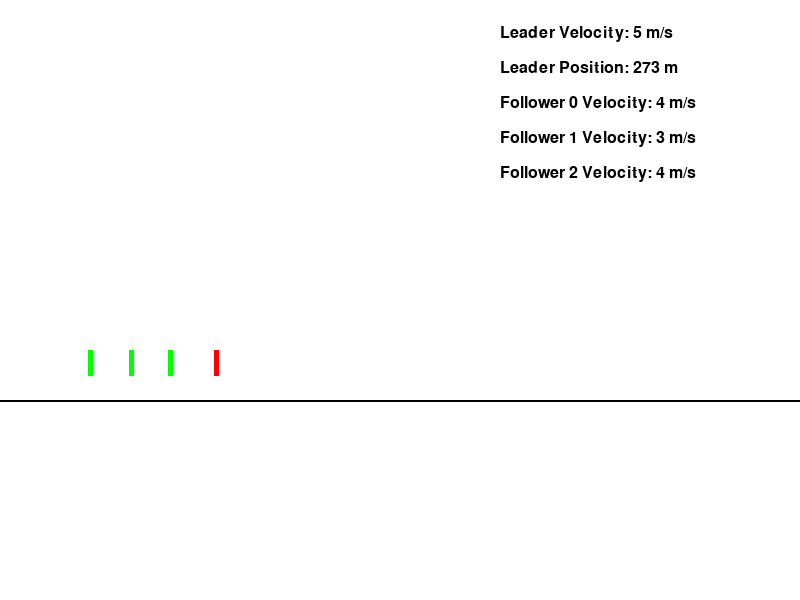 Leader Velocity: 5 m/s
Leader Position: 273 m
Follower 0 Velocity: 4 m/s
Follower 1 Velocity: 3 m/s
Follower 2 Velocity: 4 m/s